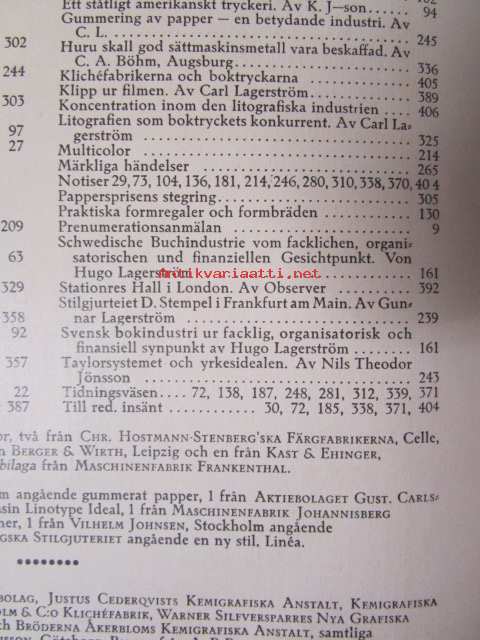 Ett ståtligt amerikanskt tryckeri. Av K. J—son. 94
Gummering av papper — en betydande industri. Av
C. L. 245
302
Huru skall god sättmaskinsmetall vara beskaffad. Av
C. A. Böhm, Augsburg 336
244
Klichéfabrikerna och boktryckarna 405
Klipp ur filmen. Av Carl Lagerström 389
303
Koncentration inom den litografiska industrien 406
Litografien som boktryckets konkurrent. Av Carl La-
97
gerström 325
27
Multicolor 214
Märkliga händelser 265
Notiser 29, 73, 104, 136, 181, 214, 246, 280, 310, 338, 370, 404
Pappersprisens stegring 305
Praktiska formregaler och formbräden 130
209
Prenumerationsanmälan 9
Schwedische Buchindustrie vom facklichen, organi-
63
satorischen und finanziellen Gesichtpunkt. Von
Hugo Lagerström 161
antikvariaatti.net
329
Stationres Hall i London. Av Observer 392
Stilgjurteiet D. Stempel i Frankfurt am Main. Av Gun-
358
nar Lagerström 239
92
Svensk bokindustri ur facklig, organisatorisk och
finansiell synpunkt av Hugo Lagerström 161
357
Taylorsystemet och yrkesidealen. Av Nils Theodor
Jönsson 243
22
Tidningsväsen 72, 138, 187, 248, 281, 312, 339, 371
387
Till red. insänt 30, 72, 185, 338, 371, 404
or, två från Chr. Hostmann-Stenberg'ska Färgfabrikerna, Celle,
n Berger & Wirth, Leipzig och en från Kast & Ehinger,
bilaga från Maschinenfabrik Frankenthal.
m angående gummerat papper, 1 från Aktiebolaget Gust. Carls-
ssin Linotype Ideal, 1 från Maschinenfabrik Johannisberg
ner, 1 från Vilhelm Johnsen, Stockholm angående
gska Stilgjuteriet angående en ny stil, Linéa.
ebolag, Justus Cederqvists Kemigrafiska Anstalt, Kemigrafiska
olm & C:o Klichéfabrik, Warner Silfversparres Nya Grafiska
ch Bröderna Åkerbloms Kemigrafiska Anstalt, samtliga